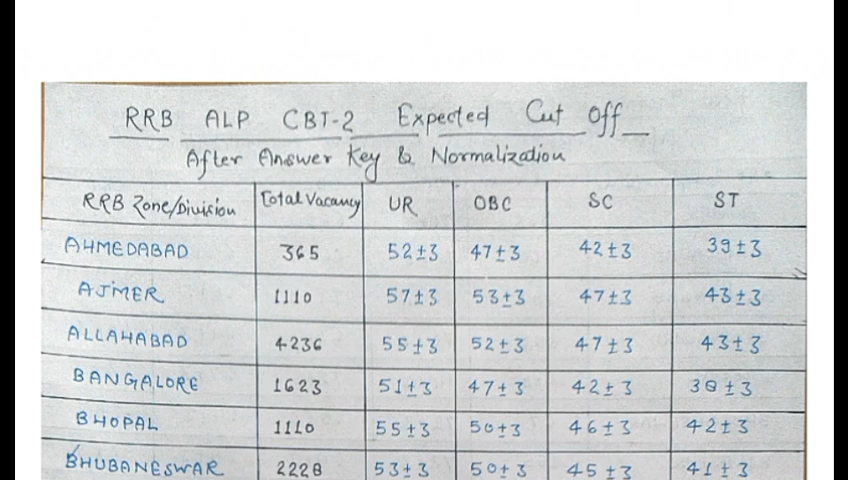 RRB ALP CBT-2 Expected Cut Off
After Answer Key & Normalization
RRB Zone/Division Total Vacancy UR OBC SC ST
AHMEDABAD 365 52±3 47±3 42±3 39±3
AJMER 1110 57±3 53±3 47±3 43±3
ALLAHABAD 4236 55±3 52±3 47±3 43±3
BANGALORE 1623 51±3 47±3 42±3 39±3
BHOPAL 1110 55±3 50±3 46±3 42±3
BHUBANESWAR 2228 53±3 50±3 45±3 41±3